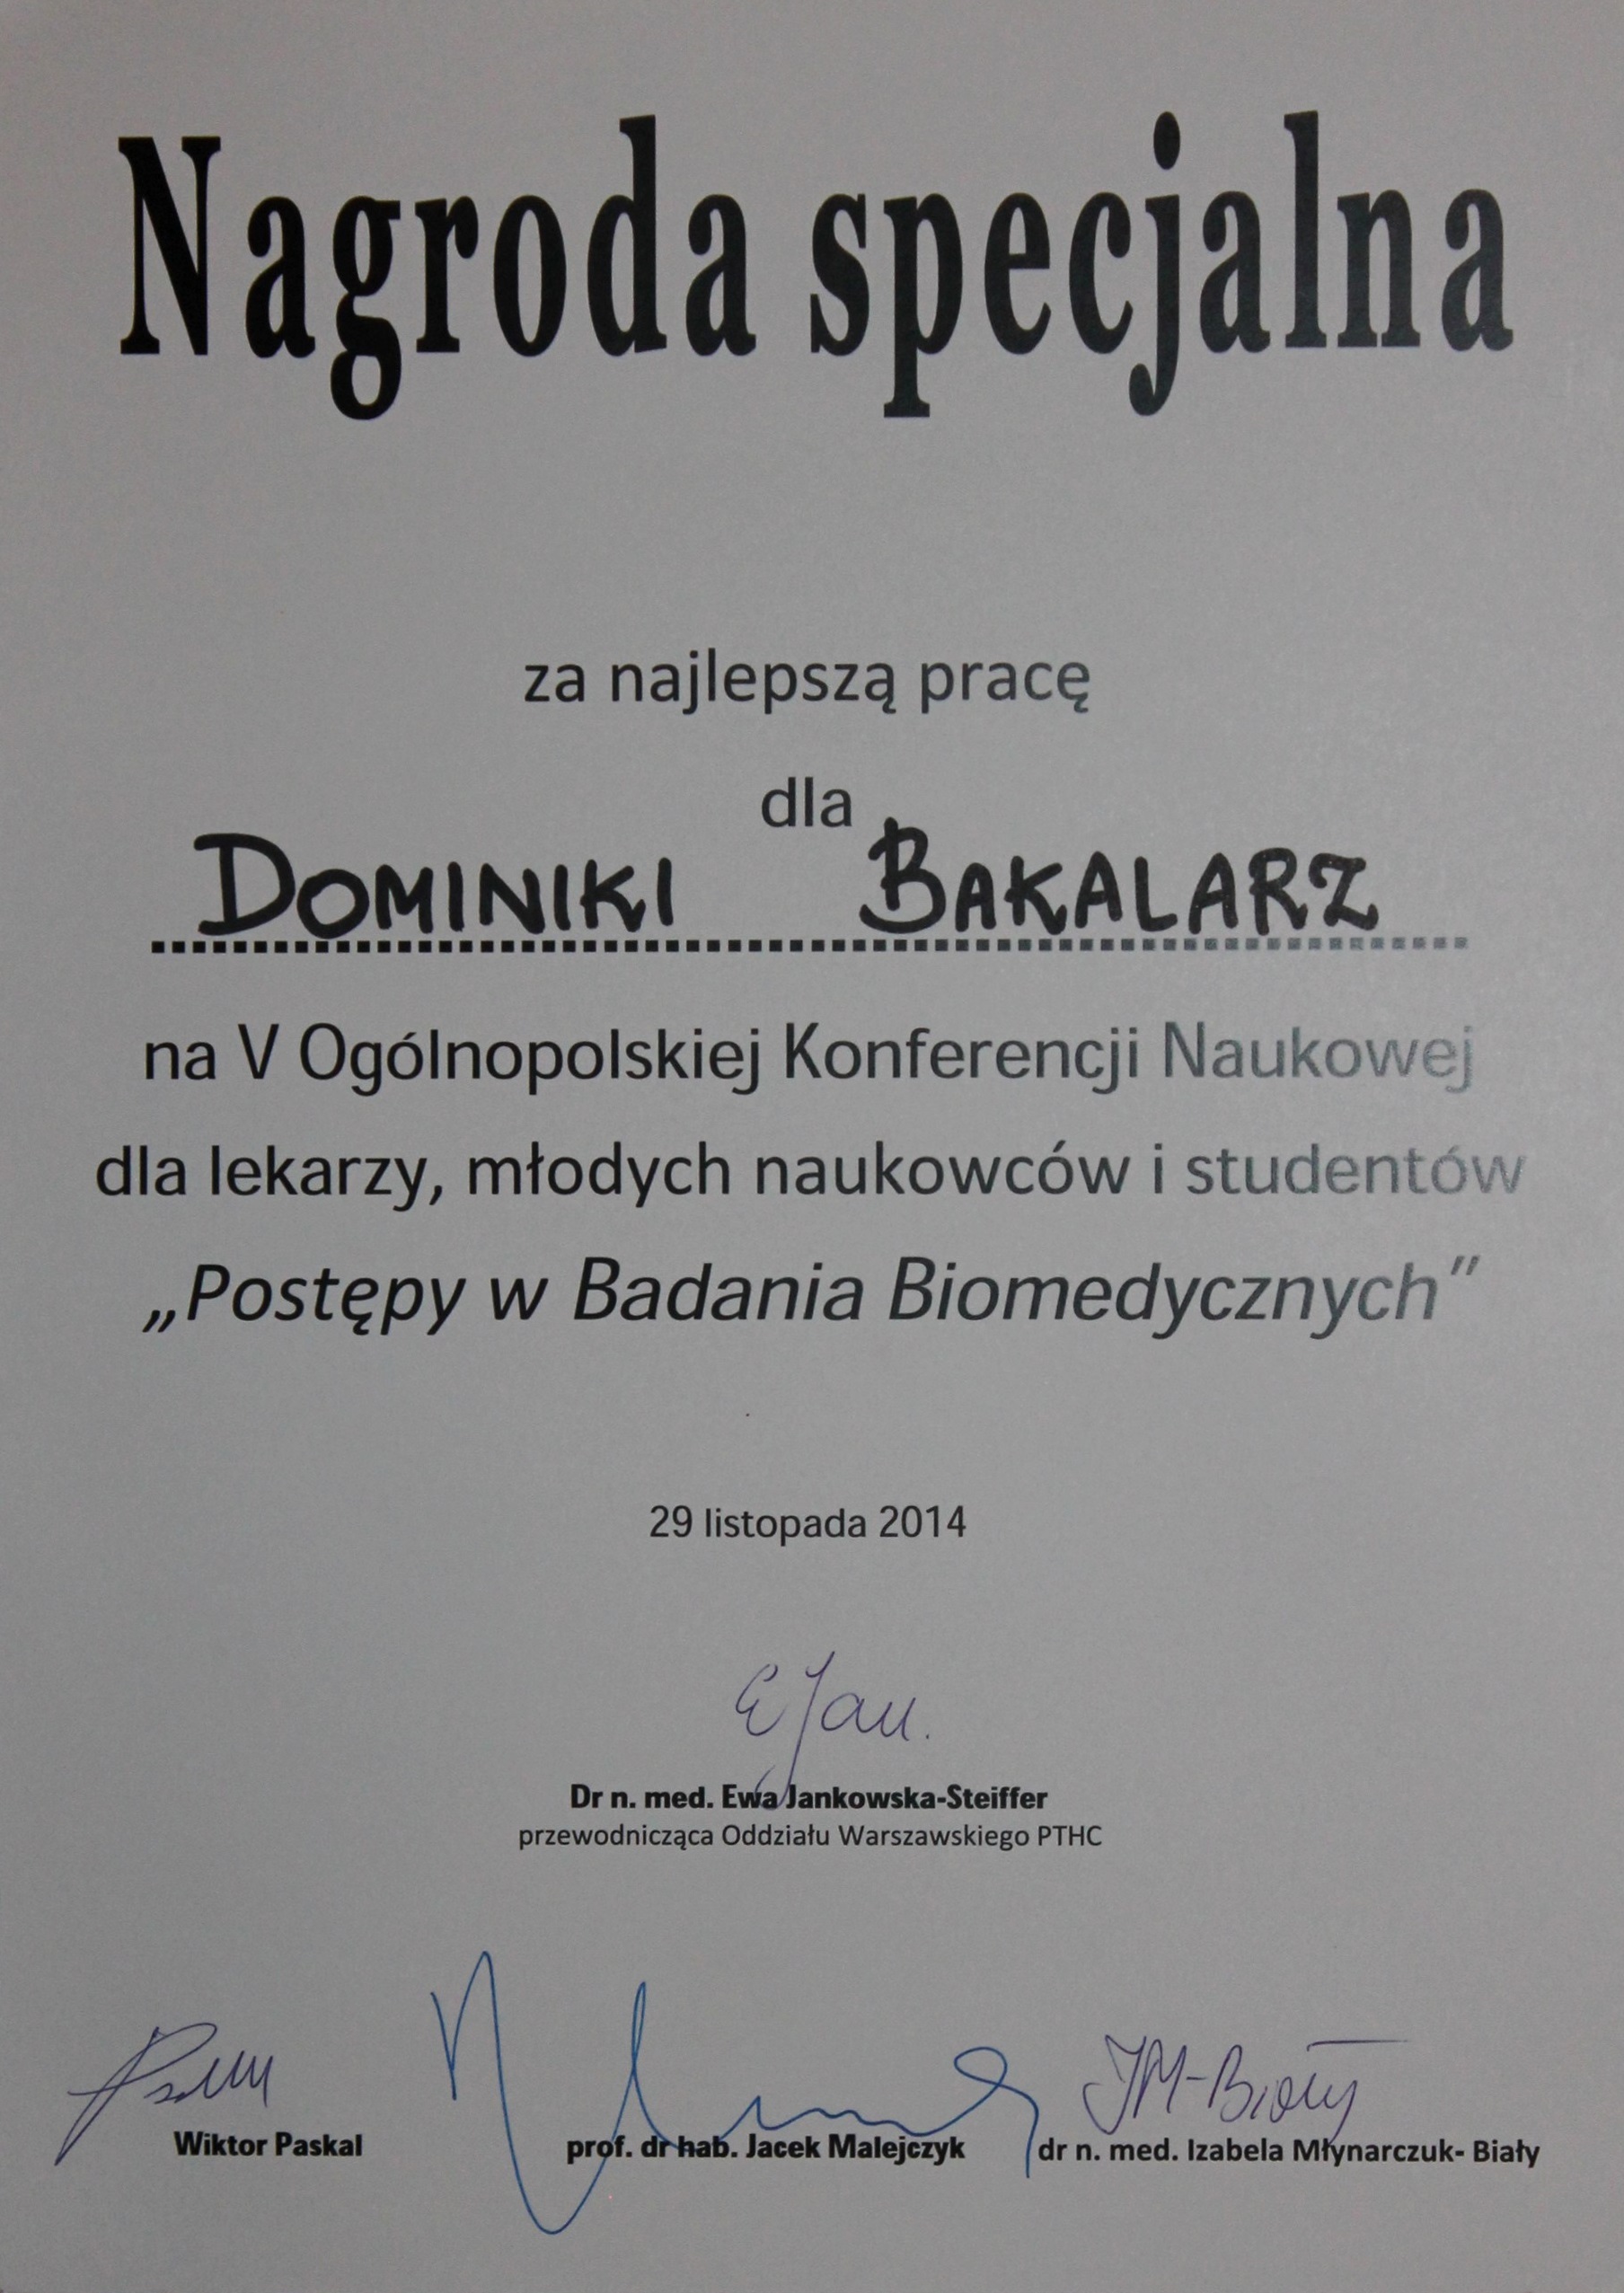 Nagroda specjalna
za najlepszą pracę
dla
DOMINIKI BAKALARZ
na V Ogólnopolskiej Konferencji Naukowej
dla lekarzy, młodych naukowców i studentów
„Postępy w Badania Biomedycznych”
29 listopada 2014
E Jan.
Dr n. med. Ewa Jankowska-Steiffer
przewodnicząca Oddziału Warszawskiego PTHC
IM-Biały
Wiktor Paskal prof. dr hab. Jacek Malejczyk dr n. med. Izabela Młynarczuk- Biały